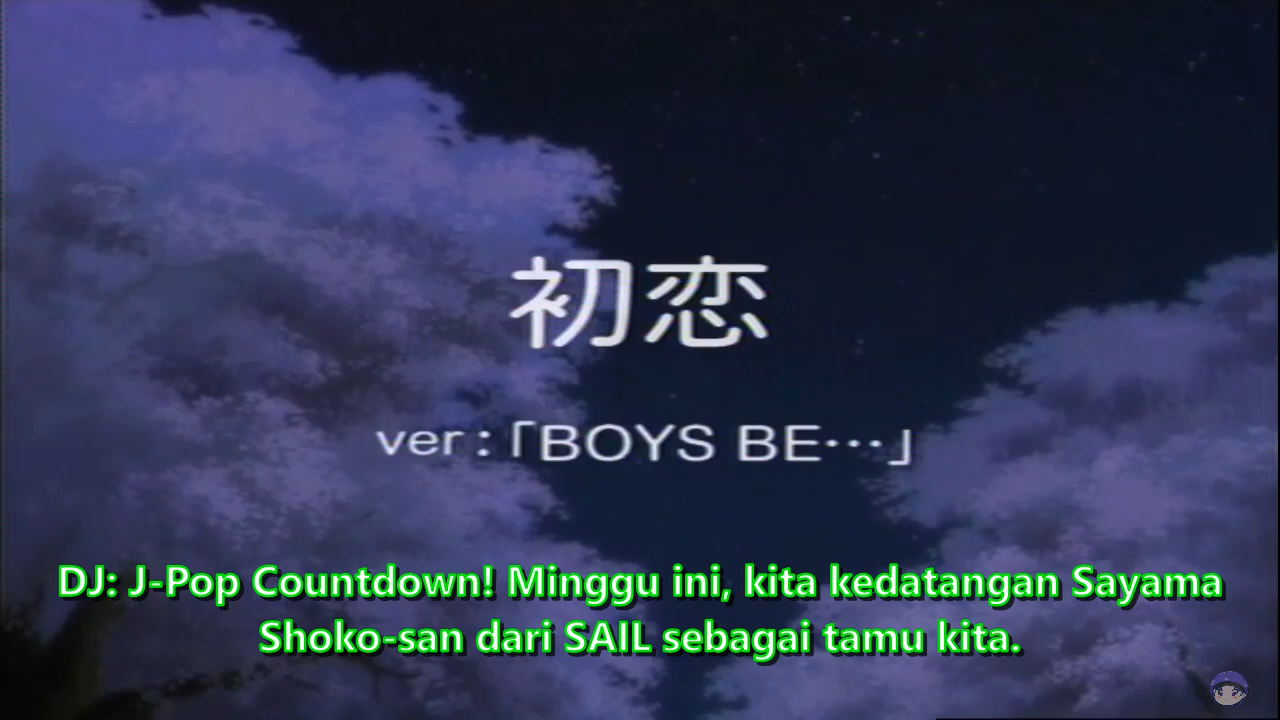 初恋
ver:「BOYS BE…」
DJ: J-Pop Countdown! Minggu ini, kita kedatangan Sayama
Shoko-san dari SAIL sebagai tamu kita.